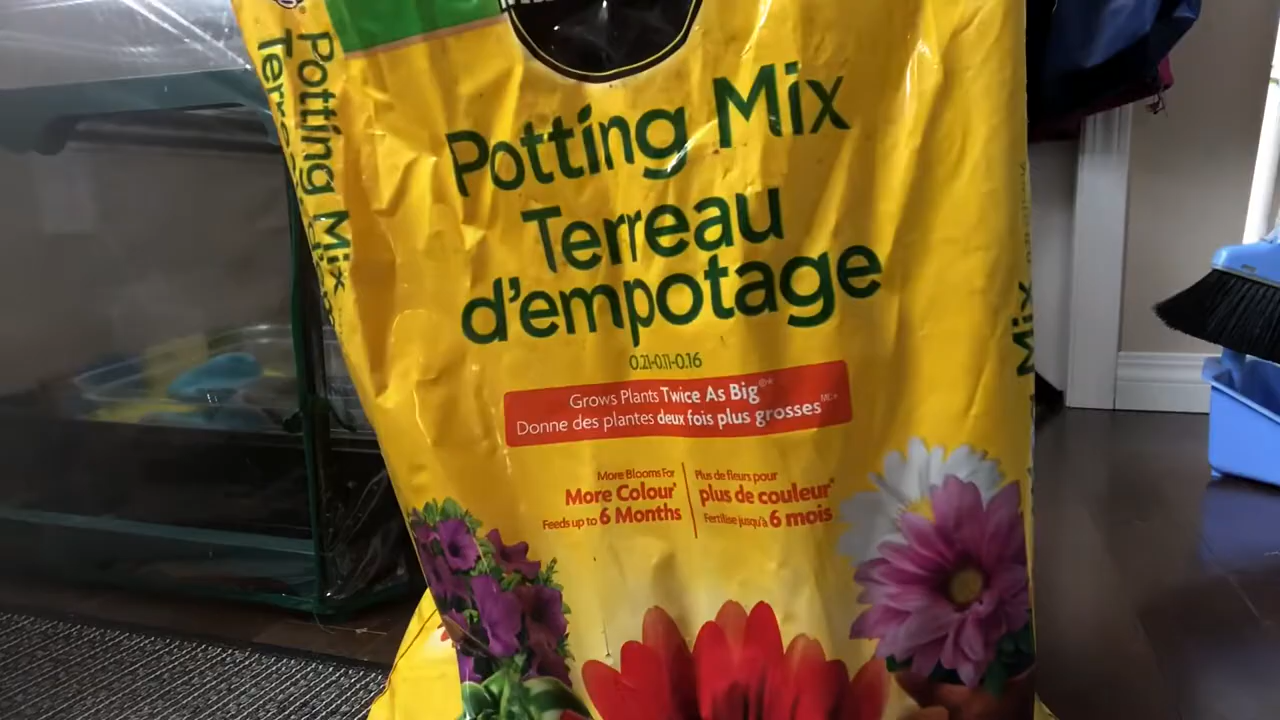 Potting Mix
Terreau
d'empotage
0.21-0.11-0.16
Grows Plants Twice As Big®*
Donne des plantes deux fois plus grosses MC*
More Blooms For
More Colour*
Feeds up to 6 Months
Plus de fleurs pour
plus de couleur*
Fertilise jusqu'à 6 mois
Potting Mix
Mix